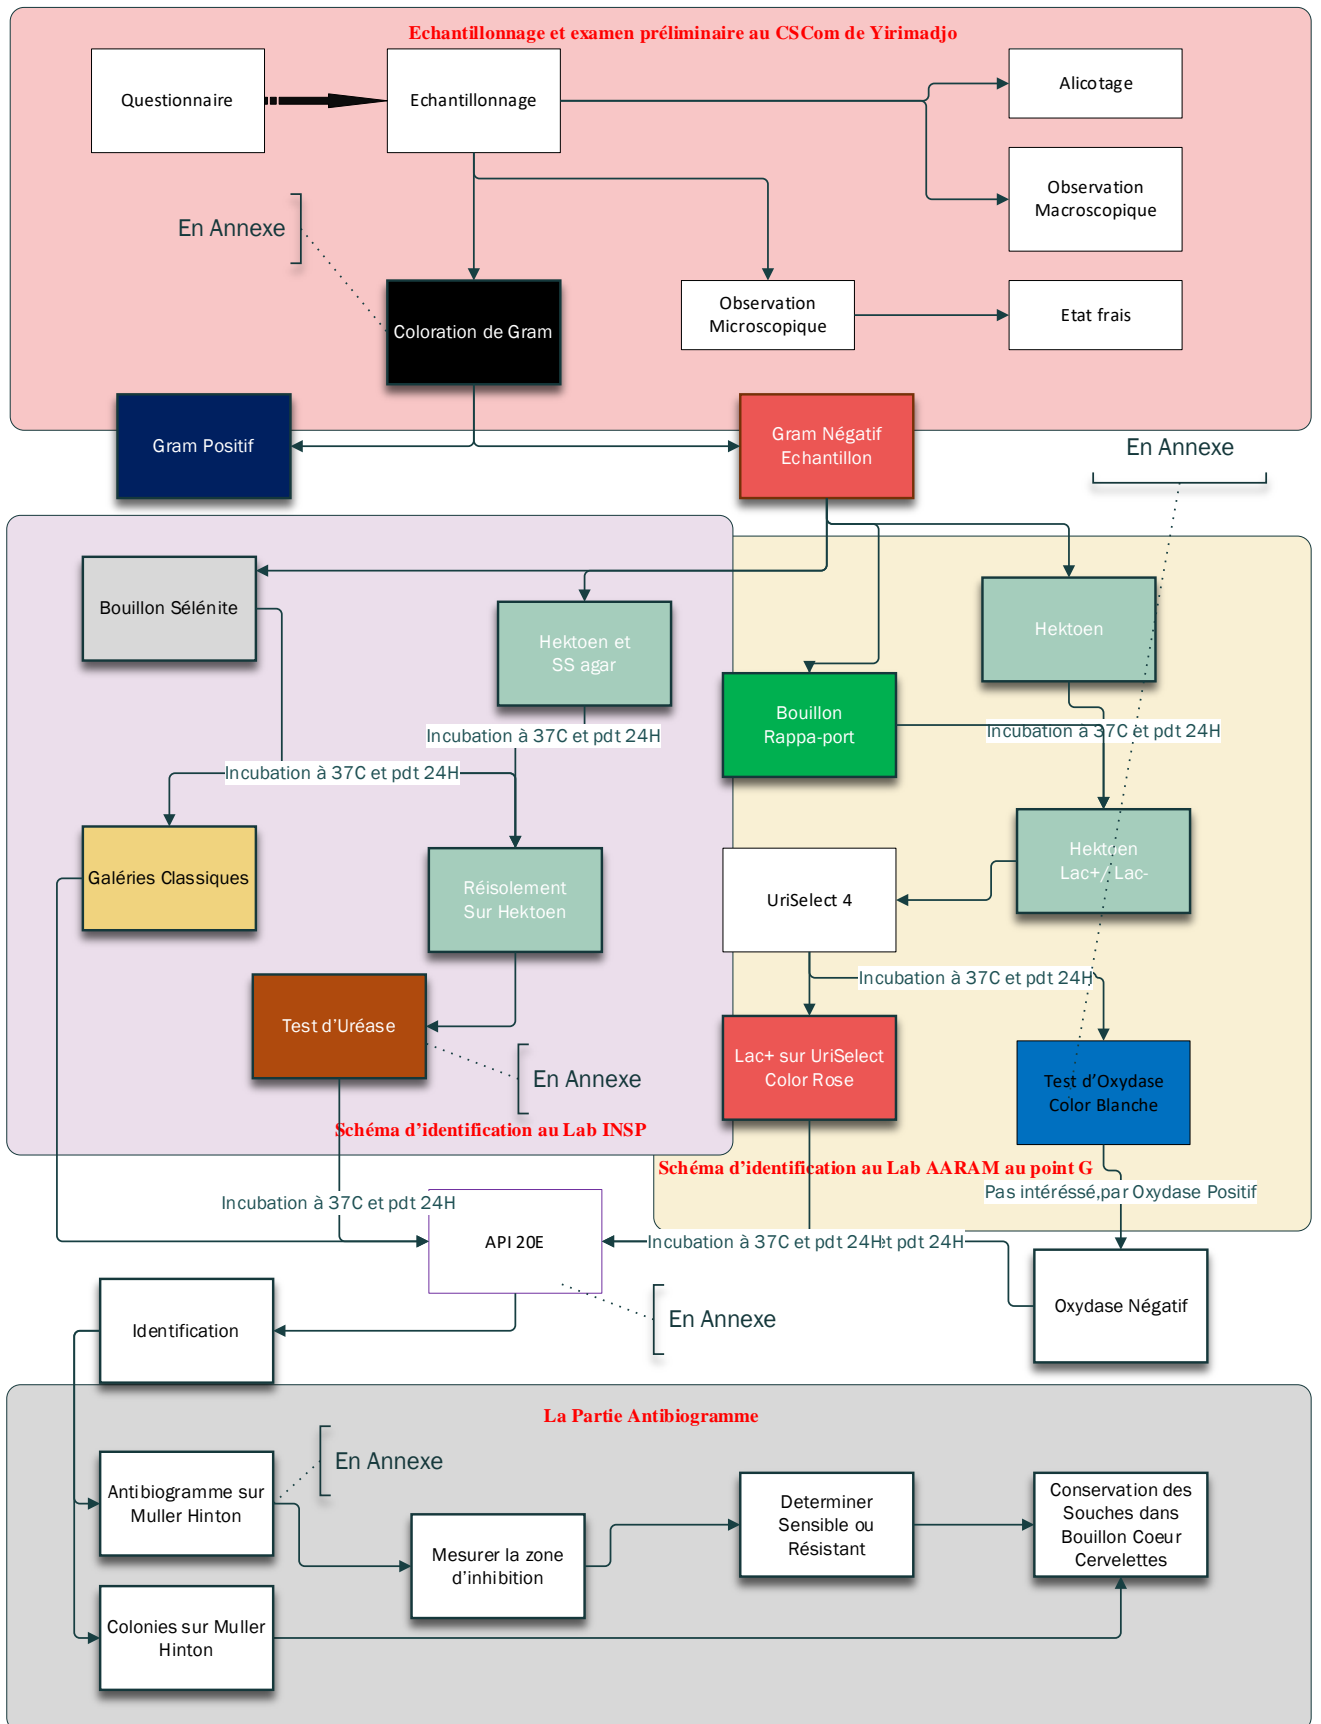 Echantillonnage et examen préliminaire au CSCom de Yirimadjo
Questionnaire
Echantillonnage
Alicotage
Observation
Macroscopique
En Annexe
Coloration de Gram
Observation
Microscopique
Etat frais
Gram Positif
Gram Négatif
Echantillon
En Annexe
Bouillon Sélénite
Hektoen et
SS agar
Hektoen
Bouillon
Rappa-port
Incubation à 37C et pdt 24H
Incubation à 37C et pdt 24H
Incubation à 37C et pdt 24H
Galéries Classiques
Réisolement
Sur Hektoen
UriSelect 4
Hektoen
Lac+/ Lac-
Incubation à 37C et pdt 24H
Test d'Uréase
Lac+ sur UriSelect
Color Rose
Test d'Oxydase
Color Blanche
En Annexe
Schéma d'identification au Lab INSP
Schéma d'identification au Lab AARAM au point G
Pas intéréssé,par Oxydase Positif
Incubation à 37C et pdt 24H
API 20E
Incubation à 37C et pdt 24H
et pdt 24H
Oxydase Négatif
En Annexe
Identification
La Partie Antibiogramme
En Annexe
Antibiogramme sur
Muller Hinton
Mesurer la zone
d'inhibition
Determiner
Sensible ou
Résistant
Conservation des
Souches dans
Bouillon Coeur
Cervelettes
Colonies sur Muller
Hinton